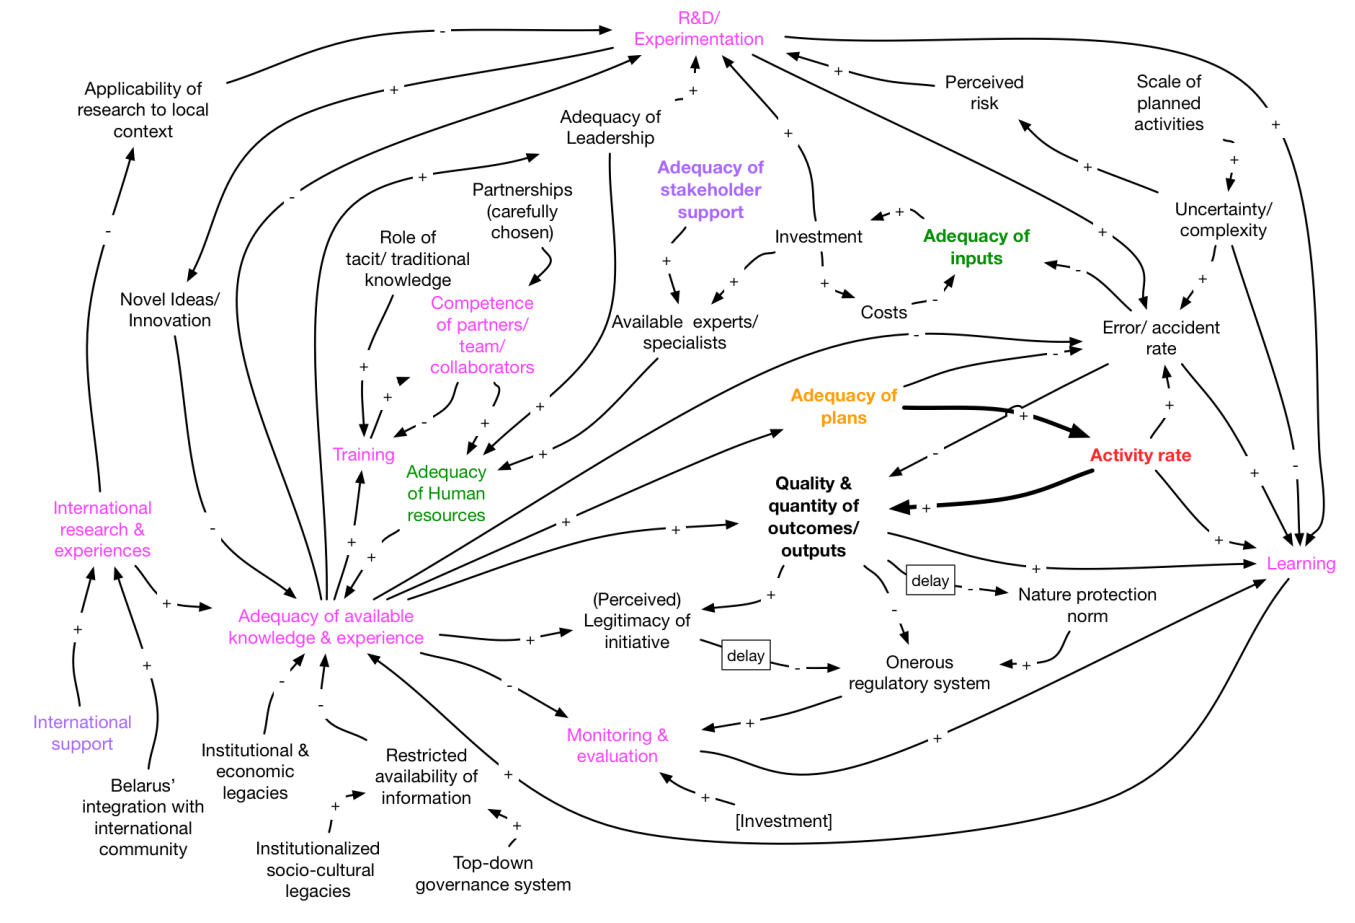 R&D/
Experimentation
Applicability of
research to local
context
Perceived
risk
Scale of
planned
activities
Adequacy of
Leadership
Adequacy of
stakeholder
support
Partnerships
(carefully
chosen)
Uncertainty/
complexity
Role of
tacit/ traditional
knowledge
Investment
Adequacy of
inputs
Novel Ideas/
Innovation
Competence
of partners/
team/
collaborators
Available experts/
specialists
Costs
Error/ accident
rate
Adequacy of
plans
Training
Activity rate
Adequacy
of Human
resources
Quality &
quantity of
outcomes/
outputs
International
research &
experiences
Learning
delay
Nature protection
norm
Adequacy of available
knowledge & experience
(Perceived)
Legitimacy of
initiative
delay
Onerous
regulatory system
International
support
Monitoring &
evaluation
Institutional &
economic
legacies
Restricted
availability of
information
Belarus’
integration with
international
community
[Investment]
Institutionalized
socio-cultural
legacies
Top-down
governance system